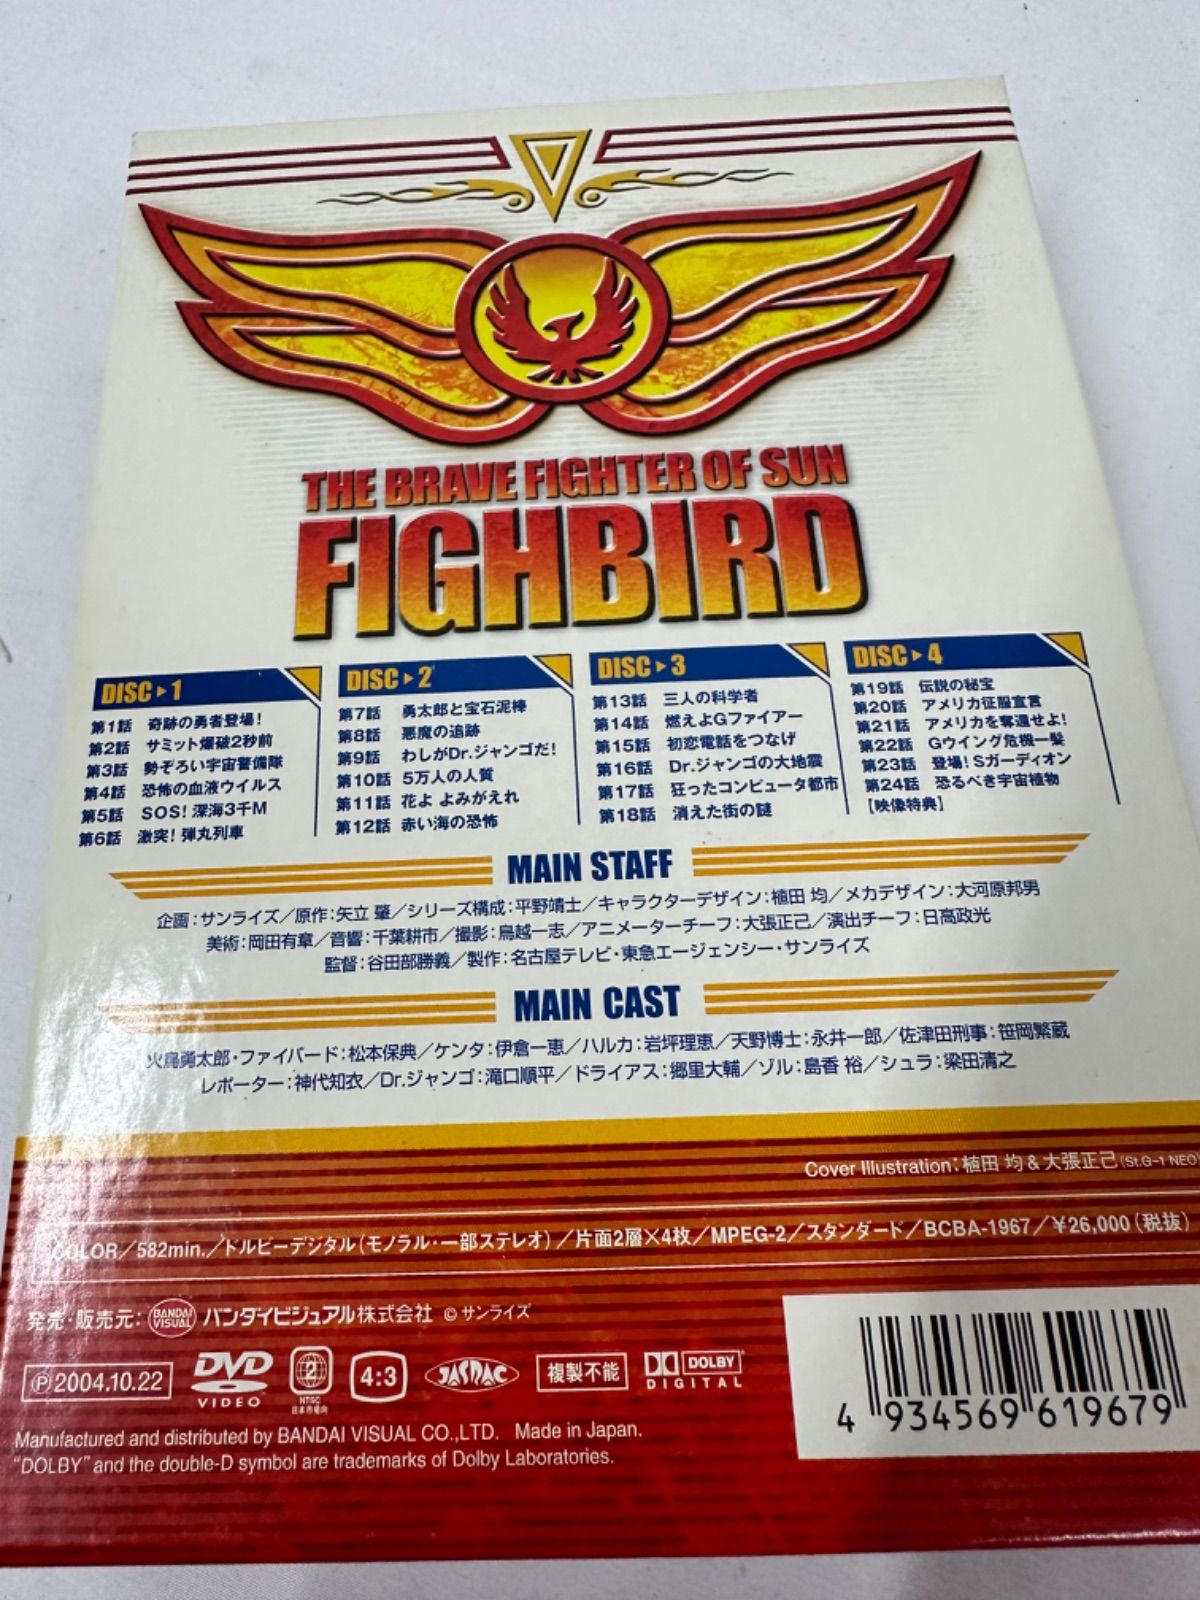 THE BRAVE FIGHTER OF SUN
FIGHBIRD
DISC▶1
第1話 奇跡の勇者登場!
第2話 サミット爆破2秒前
第3話 勢ぞろい宇宙警備隊
第4話 恐怖の血液ウイルス
第5話 SOS!深海3千M
第6話 激突!弾丸列車
DISC▶2
第7話 勇太郎と宝石泥棒
第8話 悪魔の追跡
第9話 わしがDr.ジャンゴだ!
第10話 5万人の人質
第11話 花よ よみがえれ
第12話 赤い海の恐怖
DISC▶3
第13話 三人の科学者
第14話 燃えよGファイアー
第15話 初恋電話をつなげ
第16話 Dr.ジャンゴの大地震
第17話 狂ったコンピュータ都市
第18話 消えた街の謎
DISC▶4
第19話 伝説の秘宝
第20話 アメリカ征服宣言
第21話 アメリカを奪還せよ!
第22話 Gウイング危機一髪
第23話 登場!Sガーディオン
第24話 恐るべき宇宙植物
【映像特典】
MAIN STAFF
企画:サンライズ/原作:矢立 肇/シリーズ構成:平野靖士/キャラクターデザイン:植田 均/メカデザイン:大河原邦男
美術:岡田有章/音響:千葉耕市/撮影:鳥越一志/アニメーターチーフ:大張正己/演出チーフ:日高政光
監督:谷田部勝義/製作:名古屋テレビ・東急エージェンシー・サンライズ
MAIN CAST
火鳥勇太郎・ファイバード:松本保典/ケンタ:伊倉一恵/ハルカ:岩坪理恵/天野博士:永井一郎/佐津田刑事:笹岡繁蔵
レポーター:神代知衣/Dr.ジャンゴ:滝口順平/ドライアス:郷里大輔/ゾル:島香 裕/シュラ:梁田清之
Cover Illustration:植田 均&大張正己(St.G-1 NEO)
COLOR/582min./ドルビーデジタル(モノラル・一部ステレオ)/片面2層×4枚/MPEG-2/スタンダード/BCBA-1967/¥26,000(税抜)
発売・販売元: BANDAI VISUAL バンダイビジュアル株式会社 ©サンライズ
Ⓟ2004.10.22 DVD VIDEO 2 NTSC 日本市場向 4:3 JASRAC 複製不能 DOLBY DIGITAL
4 934569 619679
Manufactured and distributed by BANDAI VISUAL CO.,LTD. Made in Japan.
"DOLBY" and the double-D symbol are trademarks of Dolby Laboratories.